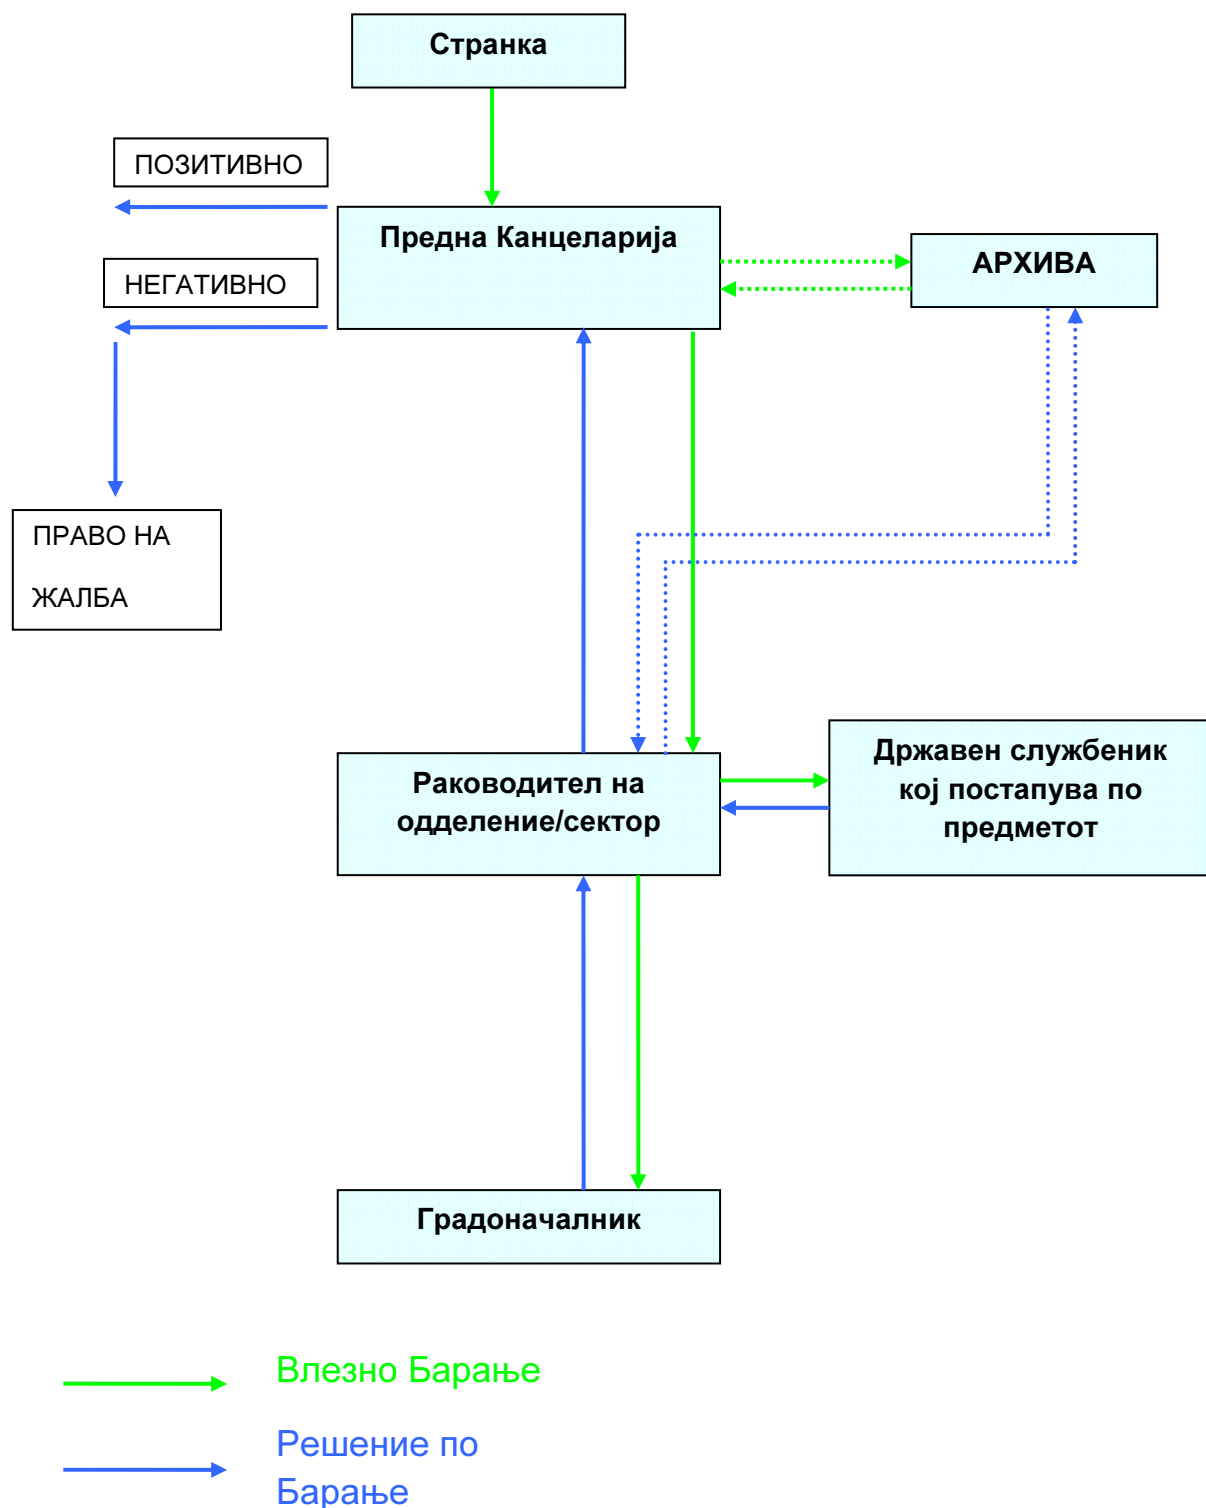 Странка
ПОЗИТИВНО
Предна Канцеларија
АРХИВА
НЕГАТИВНО
ПРАВО НА
ЖАЛБА
Раководител на
одделение/сектор
Државен службеник
кој постапува по
предметот
Градоначалник
Влезно Барање
Решение по
Барање